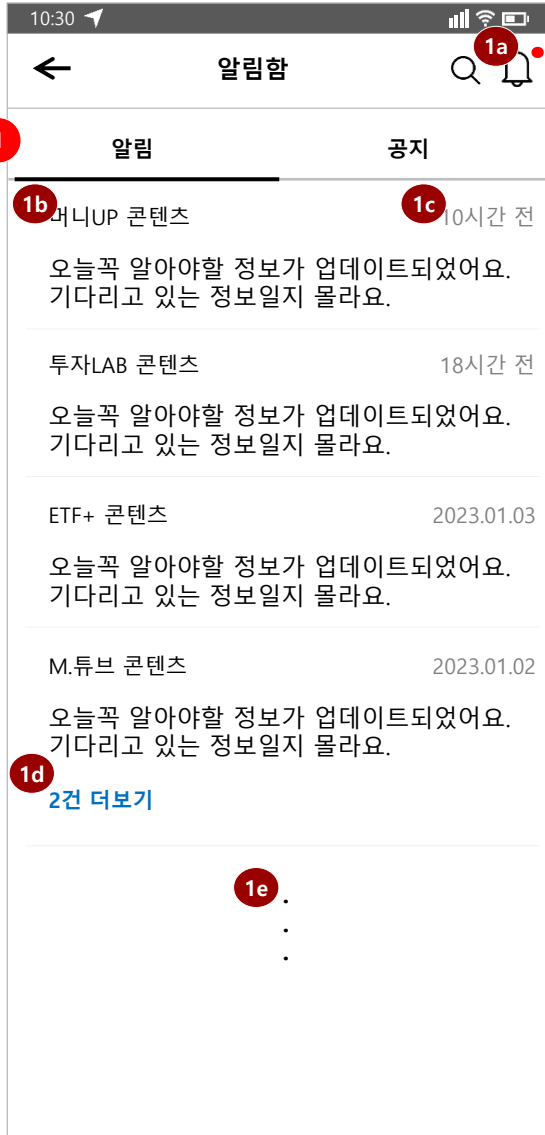 10:30
1a
알림함
1
알림
공지
1b
머니UP 콘텐츠
1c
10시간 전
오늘꼭 알아야할 정보가 업데이트되었어요.
기다리고 있는 정보일지 몰라요.
투자LAB 콘텐츠
18시간 전
오늘꼭 알아야할 정보가 업데이트되었어요.
기다리고 있는 정보일지 몰라요.
ETF+ 콘텐츠
2023.01.03
오늘꼭 알아야할 정보가 업데이트되었어요.
기다리고 있는 정보일지 몰라요.
M.튜브 콘텐츠
2023.01.02
오늘꼭 알아야할 정보가 업데이트되었어요.
기다리고 있는 정보일지 몰라요.
1d
2건 더보기
1e
.
.
.